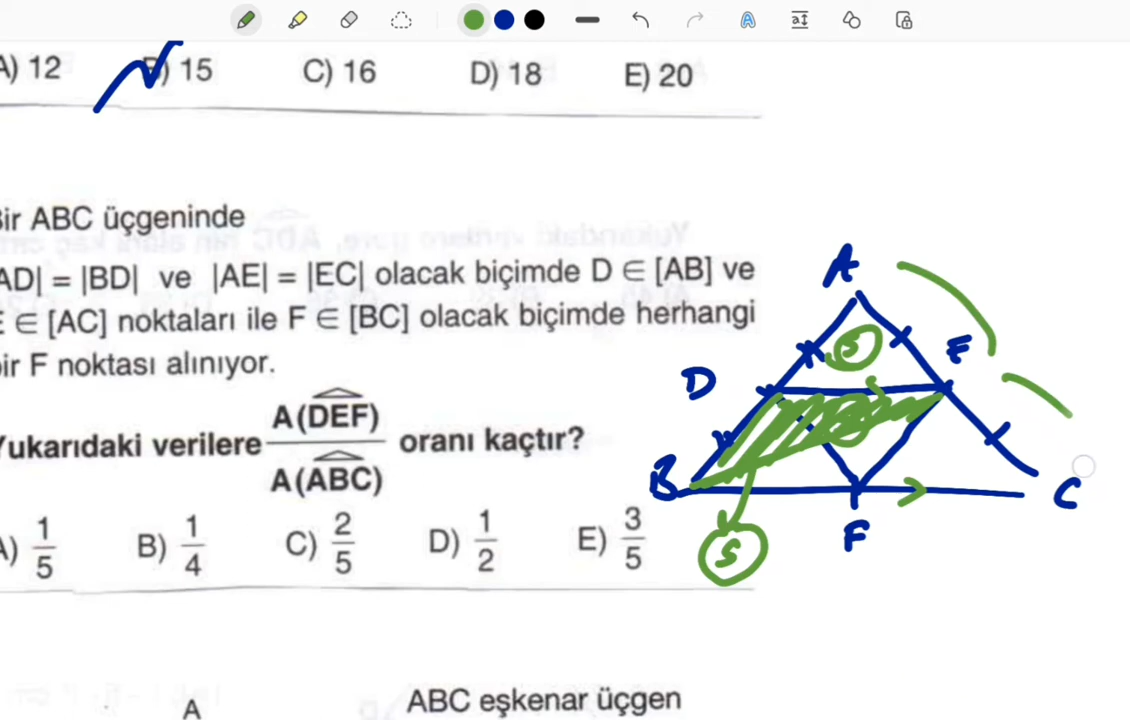 A) 12 B) 15 C) 16 D) 18 E) 20
Bir ABC üçgeninde
|AD| = |BD| ve |AE| = |EC| olacak biçimde D ∈ [AB] ve
E ∈ [AC] noktaları ile F ∈ [BC] olacak biçimde herhangi
bir F noktası alınıyor.
Yukarıdaki verilere A(DEF)/A(ABC) oranı kaçtır?
A) 1/5 B) 1/4 C) 2/5 D) 1/2 E) 3/5
A
D
E
S
B
C
F
S
A
ABC eşkenar üçgen